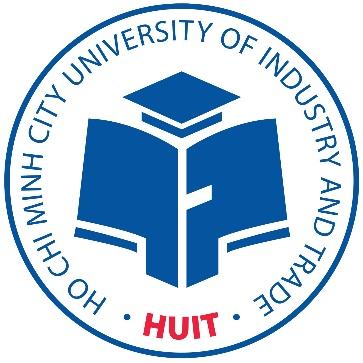 HO CHI MINH CITY UNIVERSITY OF INDUSTRY AND TRADE
• HUIT •